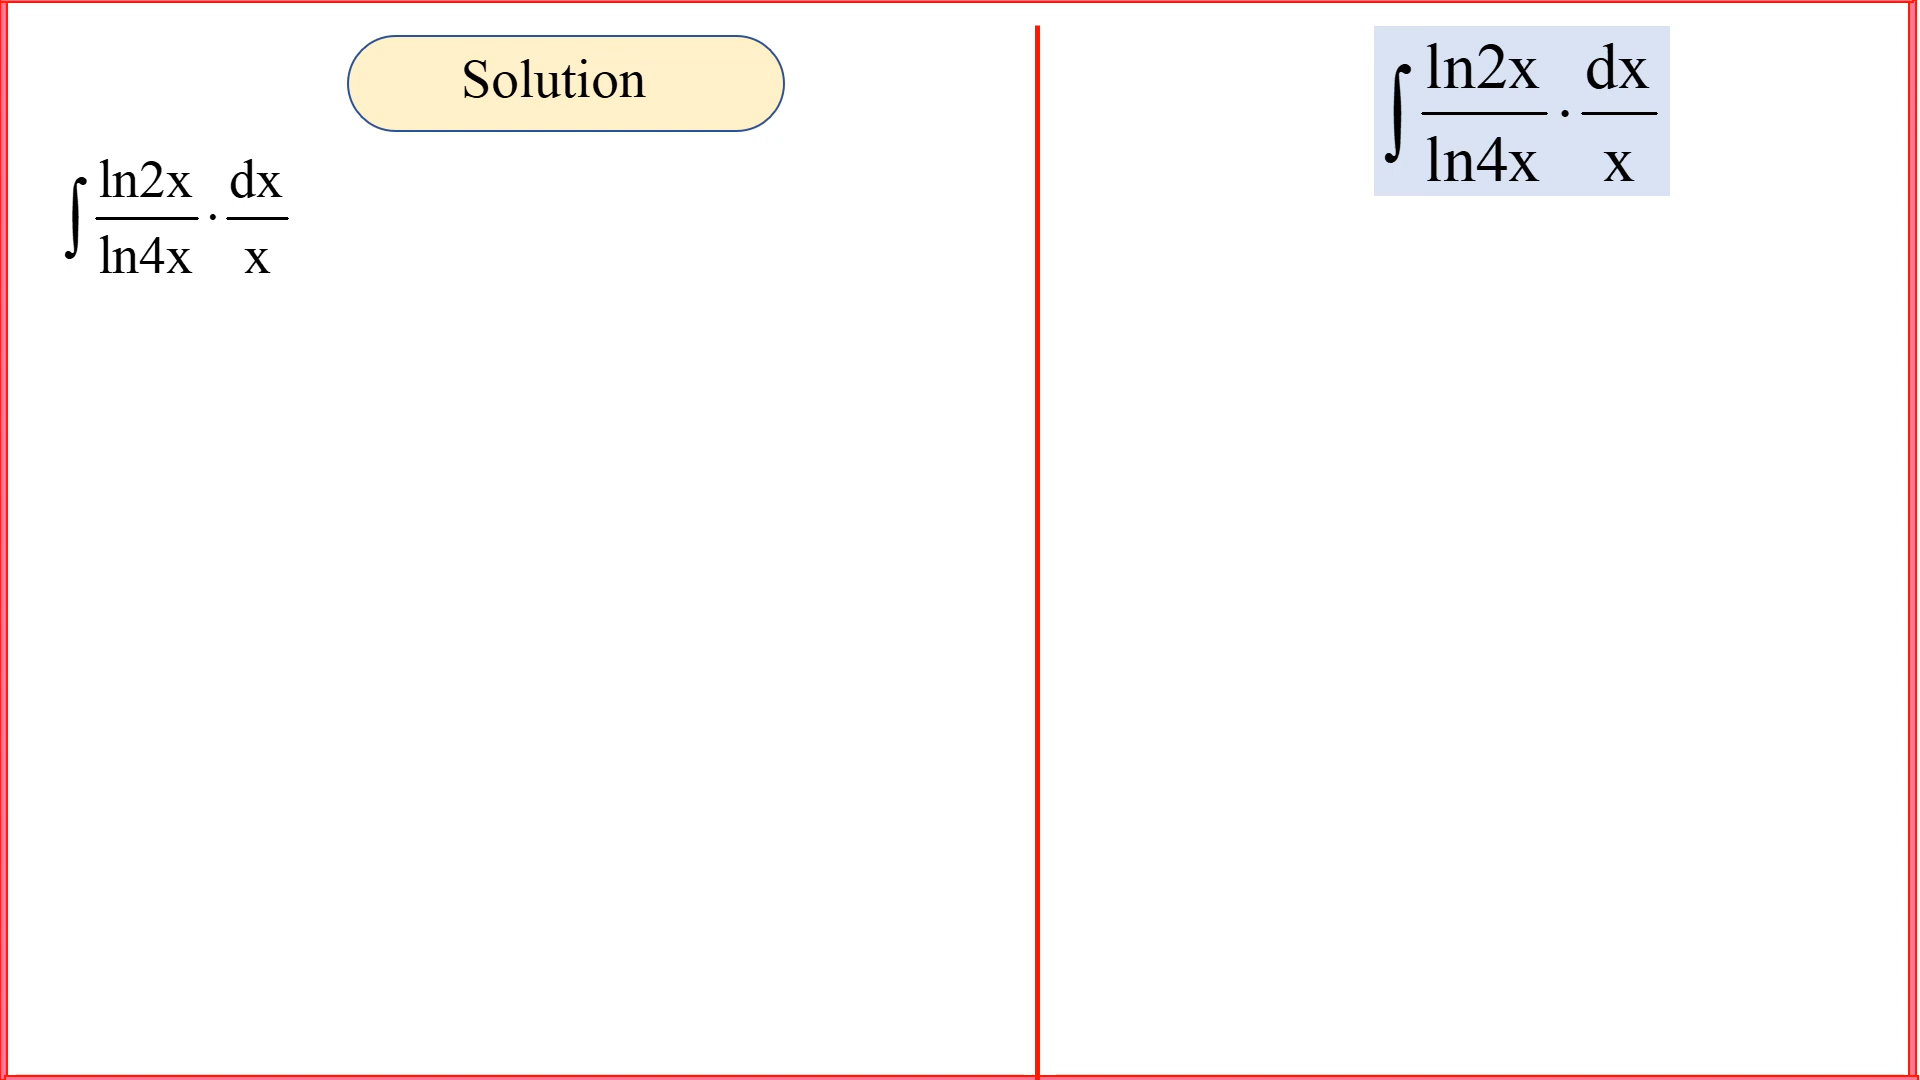 Solution
∫ ln2x/ln4x · dx/x
∫ ln2x/ln4x · dx/x